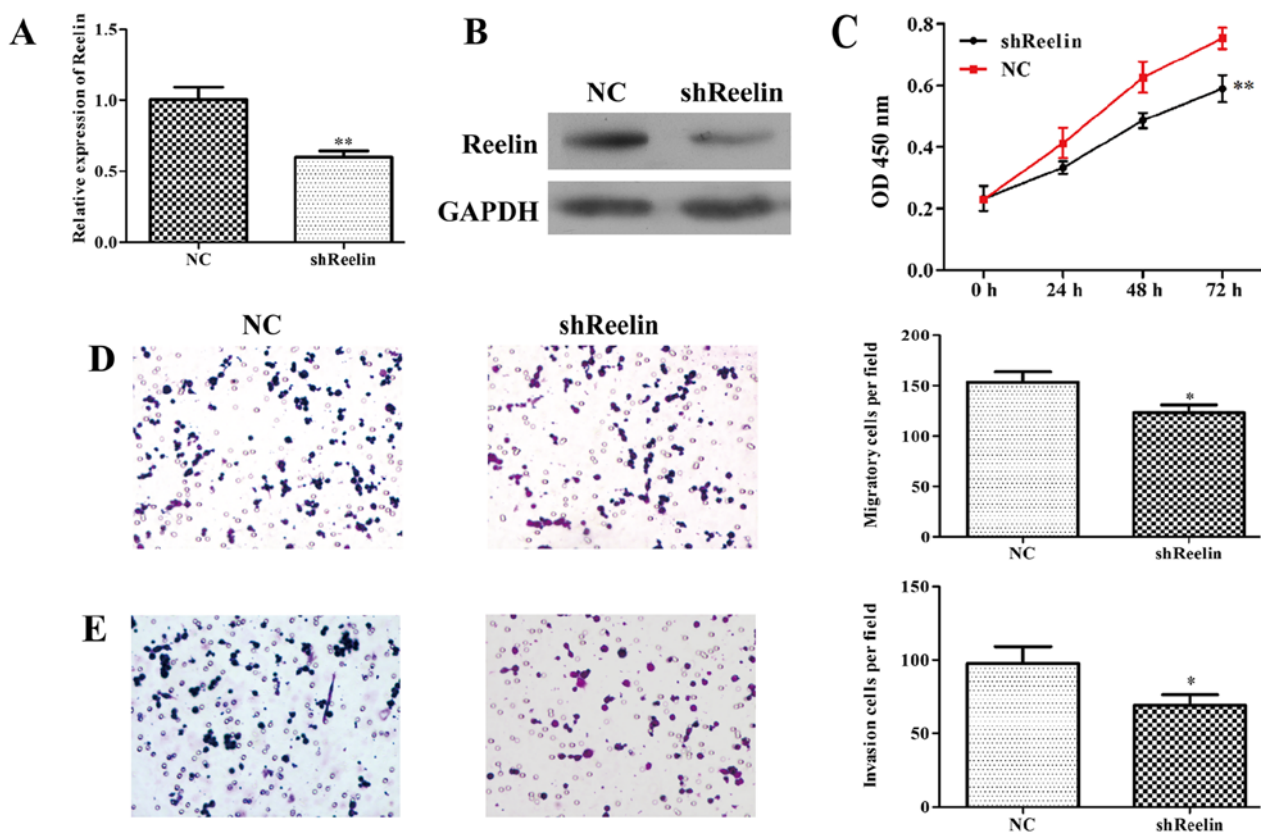 A
Relative expression of Reelin
1.5
1.0
0.5
0.0
**
NC
shReelin
B
NC
shReelin
Reelin
GAPDH
C
OD 450 nm
0.8
0.6
0.4
0.2
0.0
shReelin
NC
**
0 h
24 h
48 h
72 h
NC
shReelin
D
Migratory cells per field
200
150
100
50
0
*
NC
shReelin
E
Invasion cells per field
150
100
50
0
*
NC
shReelin